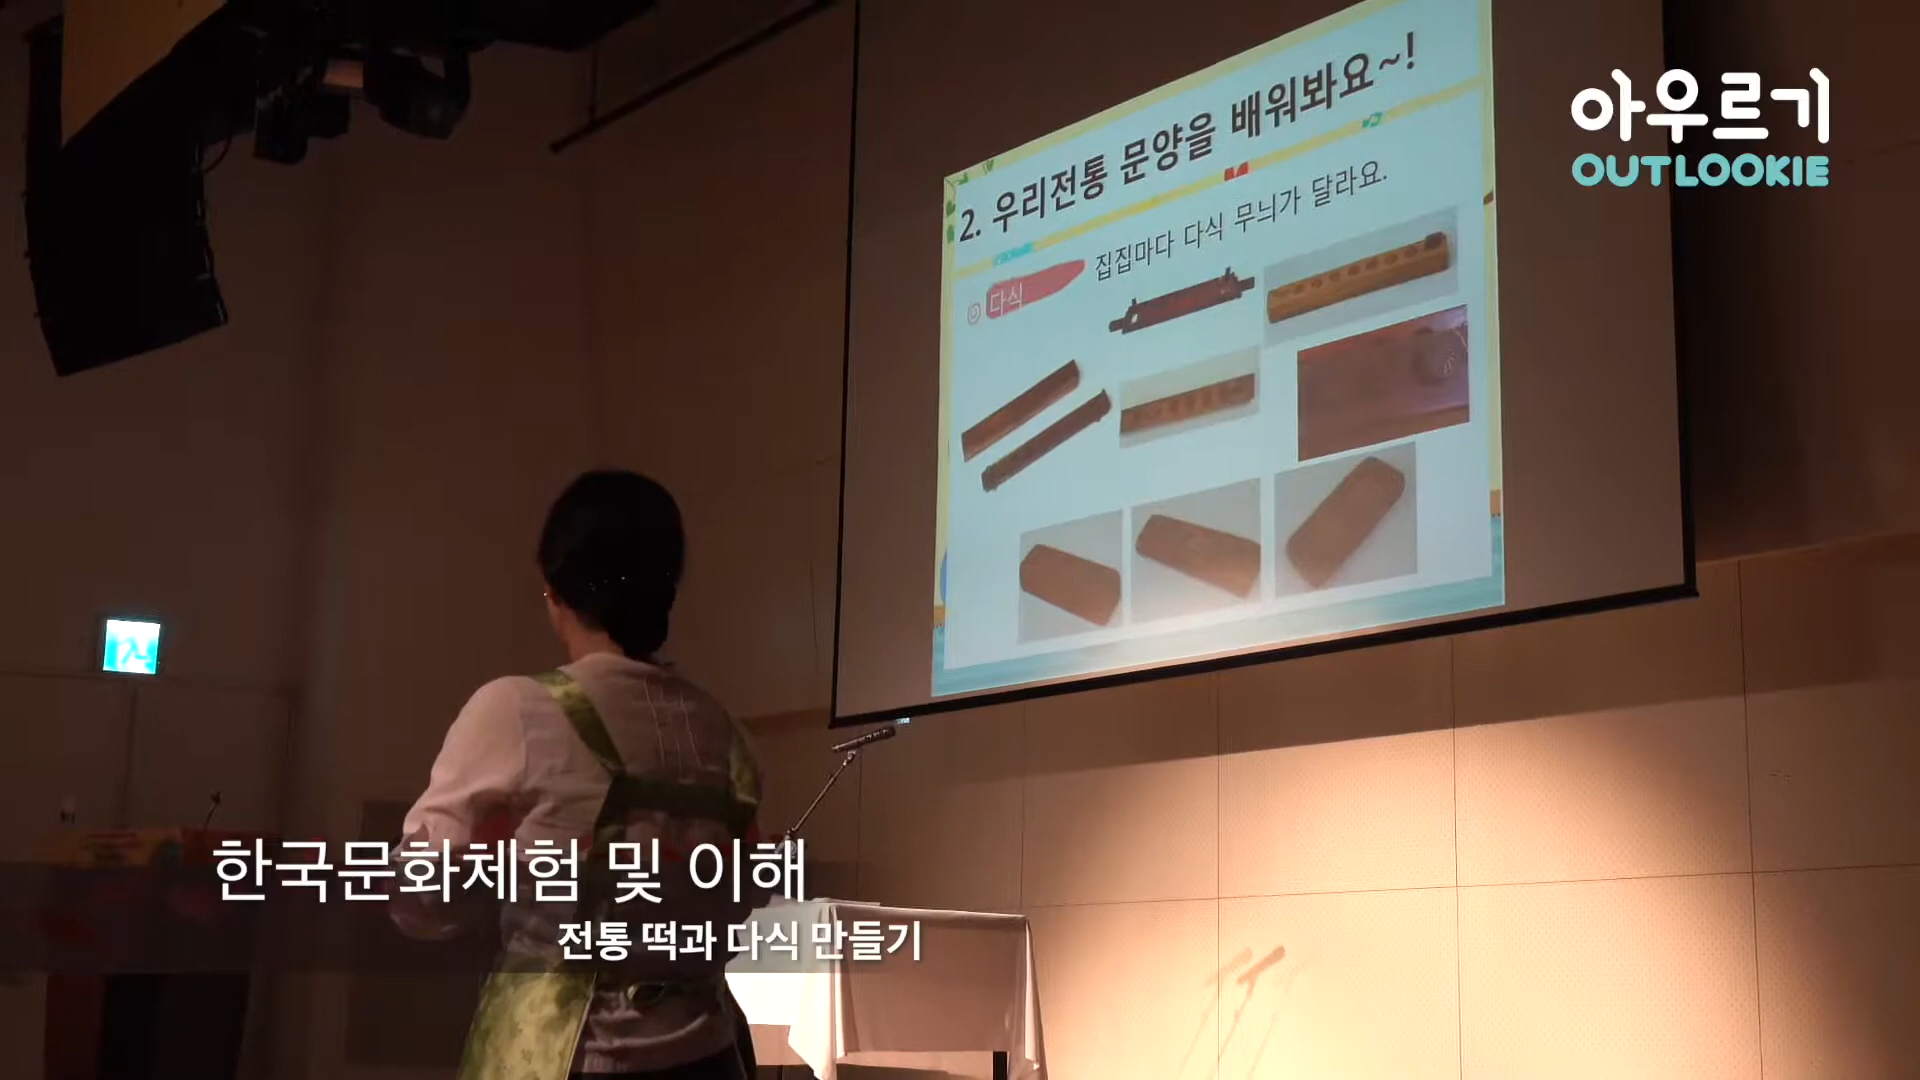 아우르기
OUTLOOKIE
2. 우리전통 문양을 배워봐요~!
집집마다 다식 무늬가 달라요.
◎ 다식
한국문화체험 및 이해
전통 떡과 다식 만들기